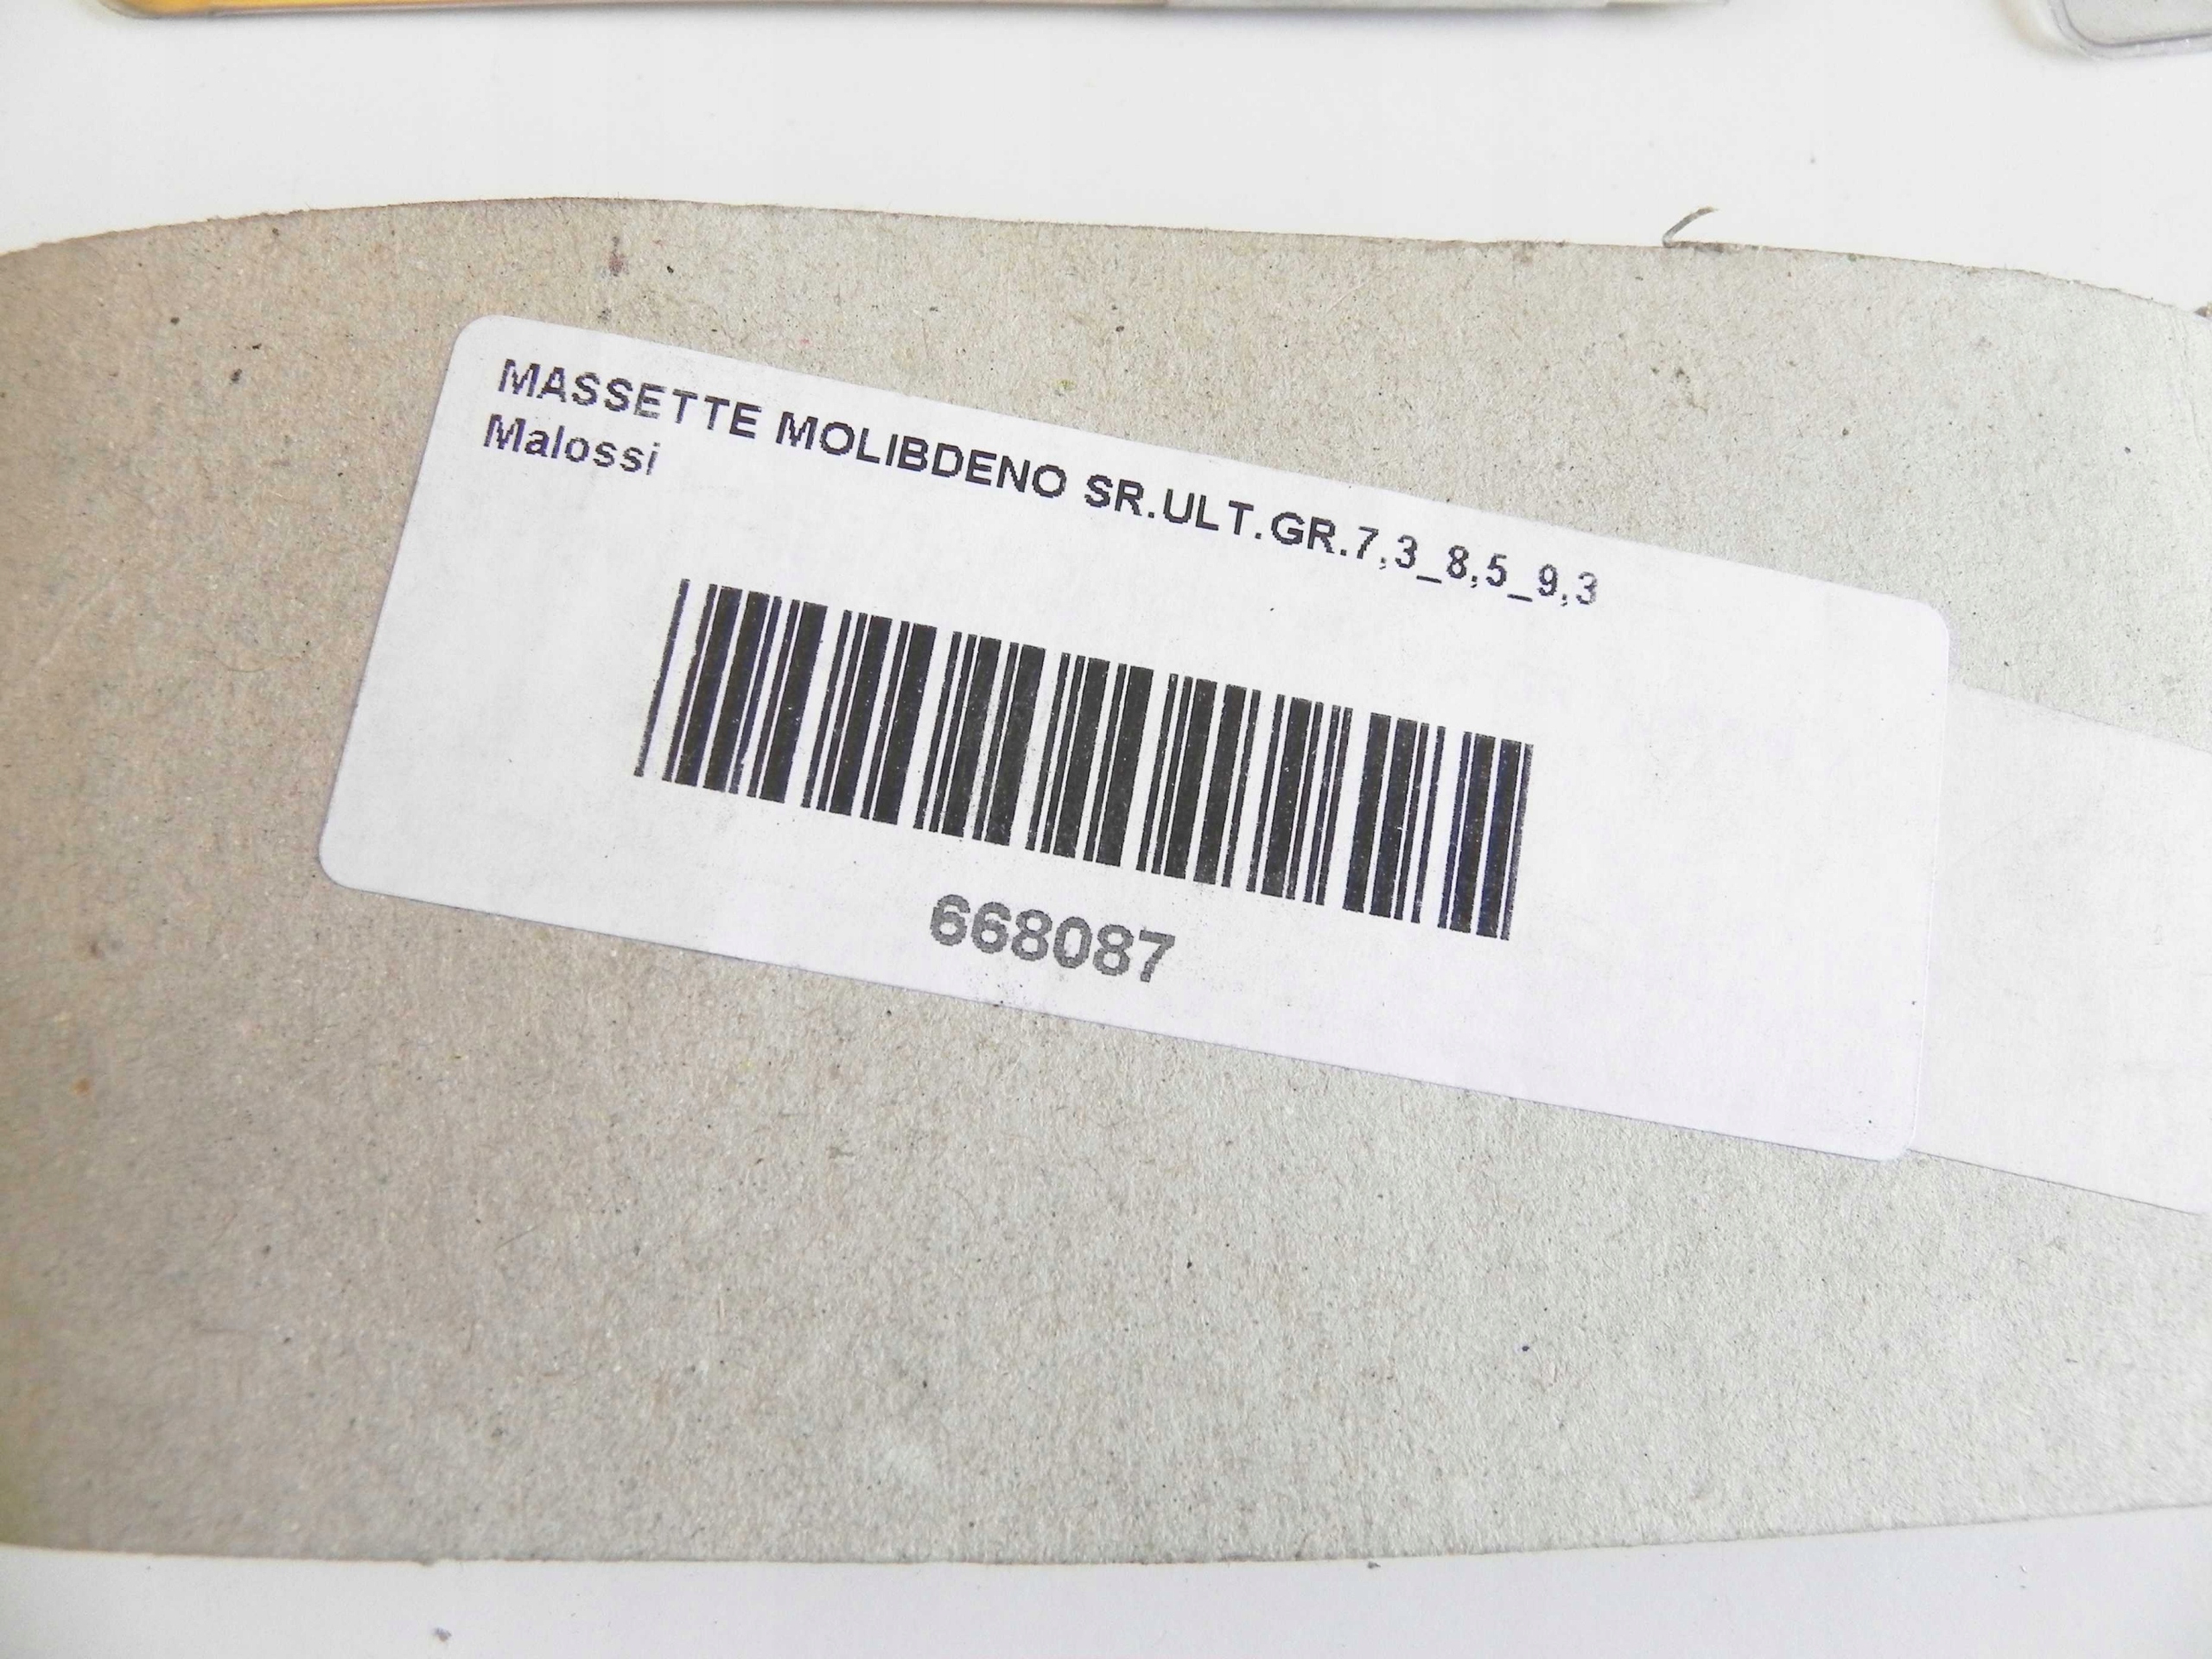 MASSETTE MOLIBDENO SR.ULT.GR.7,3_8,5_9,3
Malossi
668087